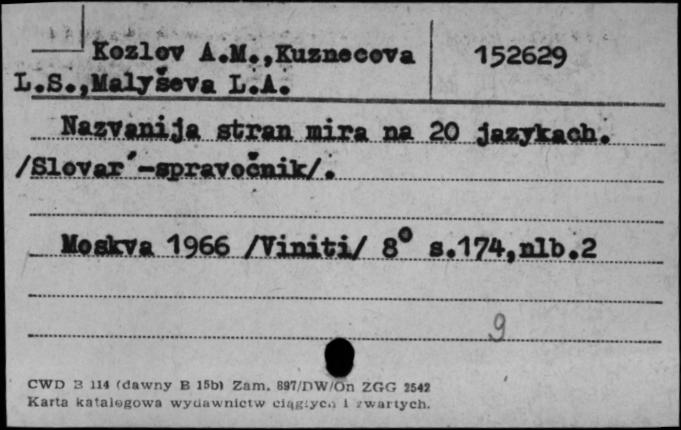 Kozlov A.M.,Kuznecova
152629
L.S.,Malyševa L.A.
Nazvanija stran mira na 20 jazykach.
/Slovar´-spravočnik/.
Moskva 1966 /Viniti/ 8° s.174,nlb.2
9
CWD B 114 (dawny B 15b) Zam. 897/DW/On ZGG 2542
Karta katalogowa wydawnictw ciągłych i zwartych.